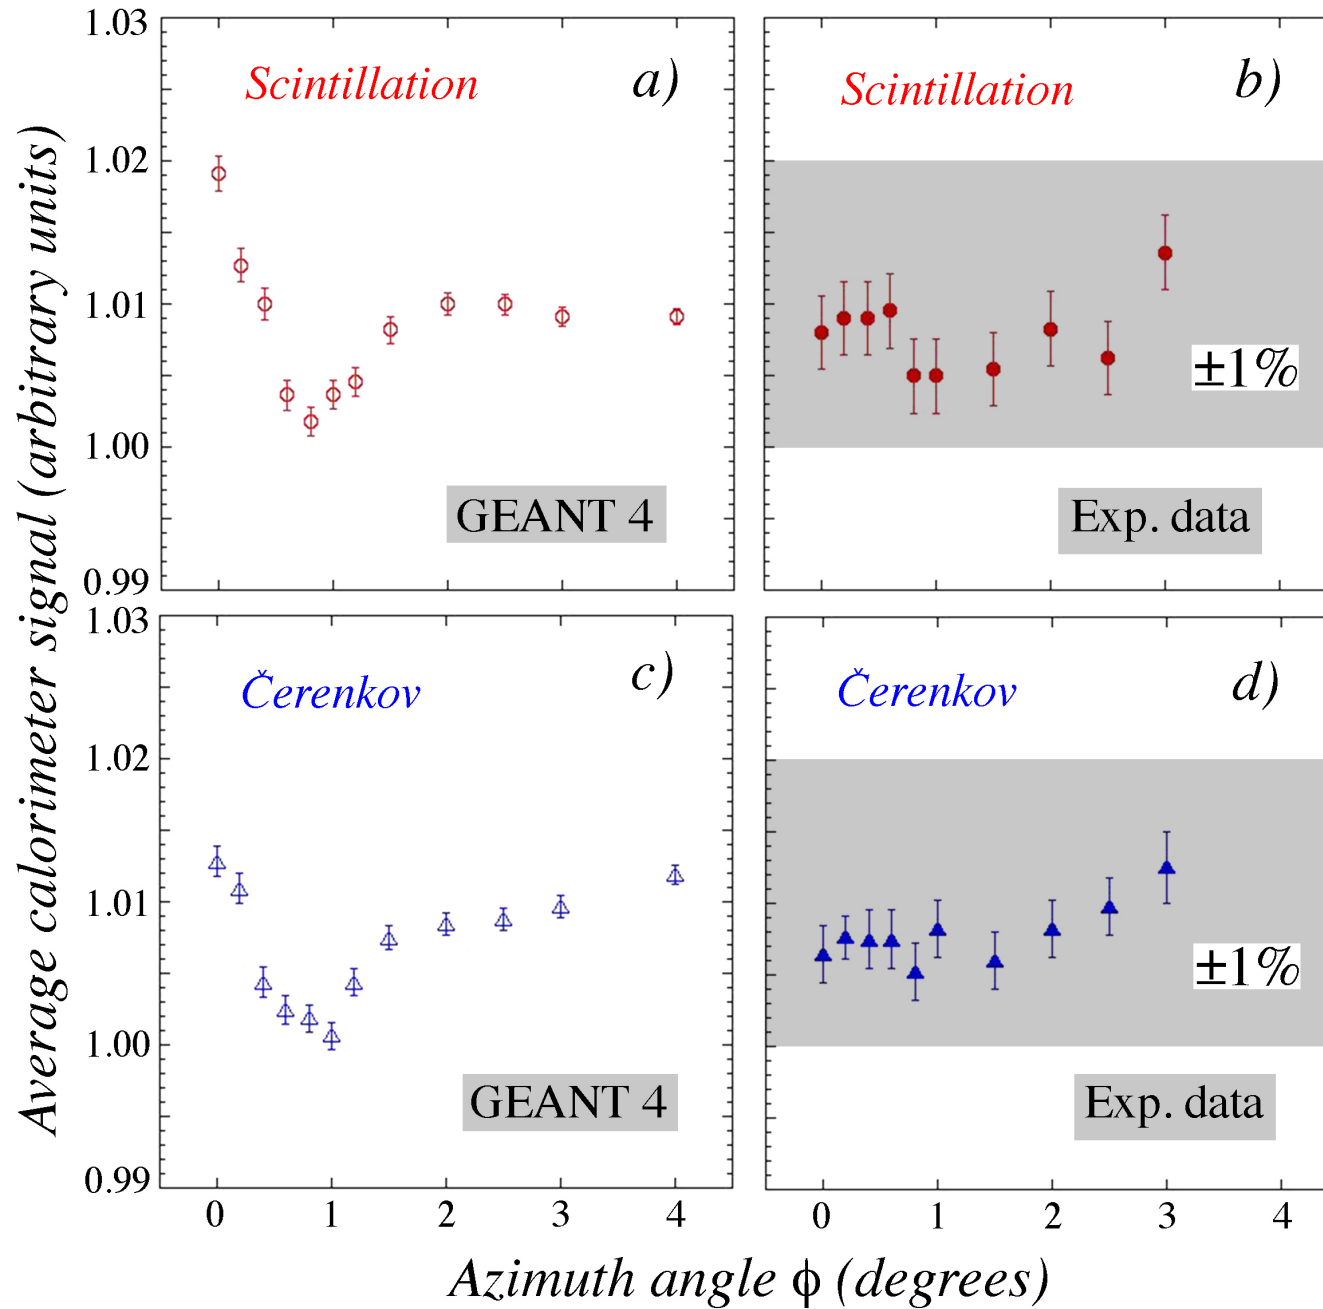 Average calorimeter signal (arbitrary units)
1.03
1.02
1.01
1.00
0.99
Scintillation
a)
GEANT 4
Scintillation
b)
±1%
Exp. data
1.03
1.02
1.01
1.00
0.99
Čerenkov
c)
GEANT 4
Čerenkov
d)
±1%
Exp. data
0 1 2 3 4
0 1 2 3 4
Azimuth angle ϕ (degrees)